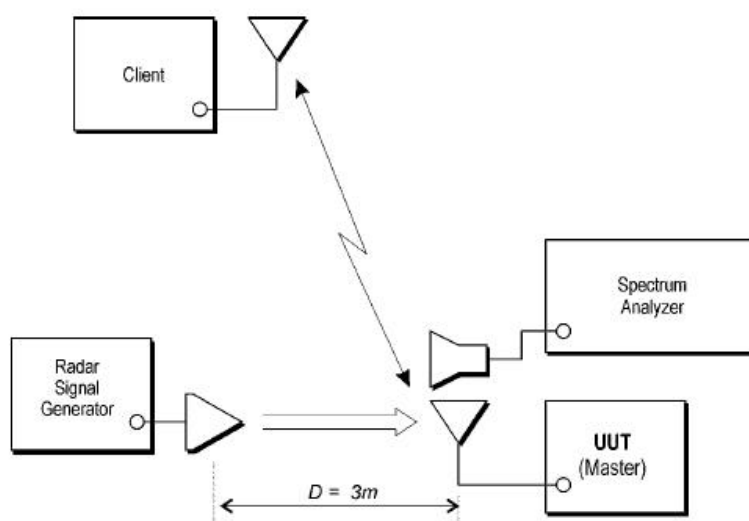 Client
Spectrum
Analyzer
Radar
Signal
Generator
UUT
(Master)
D = 3m